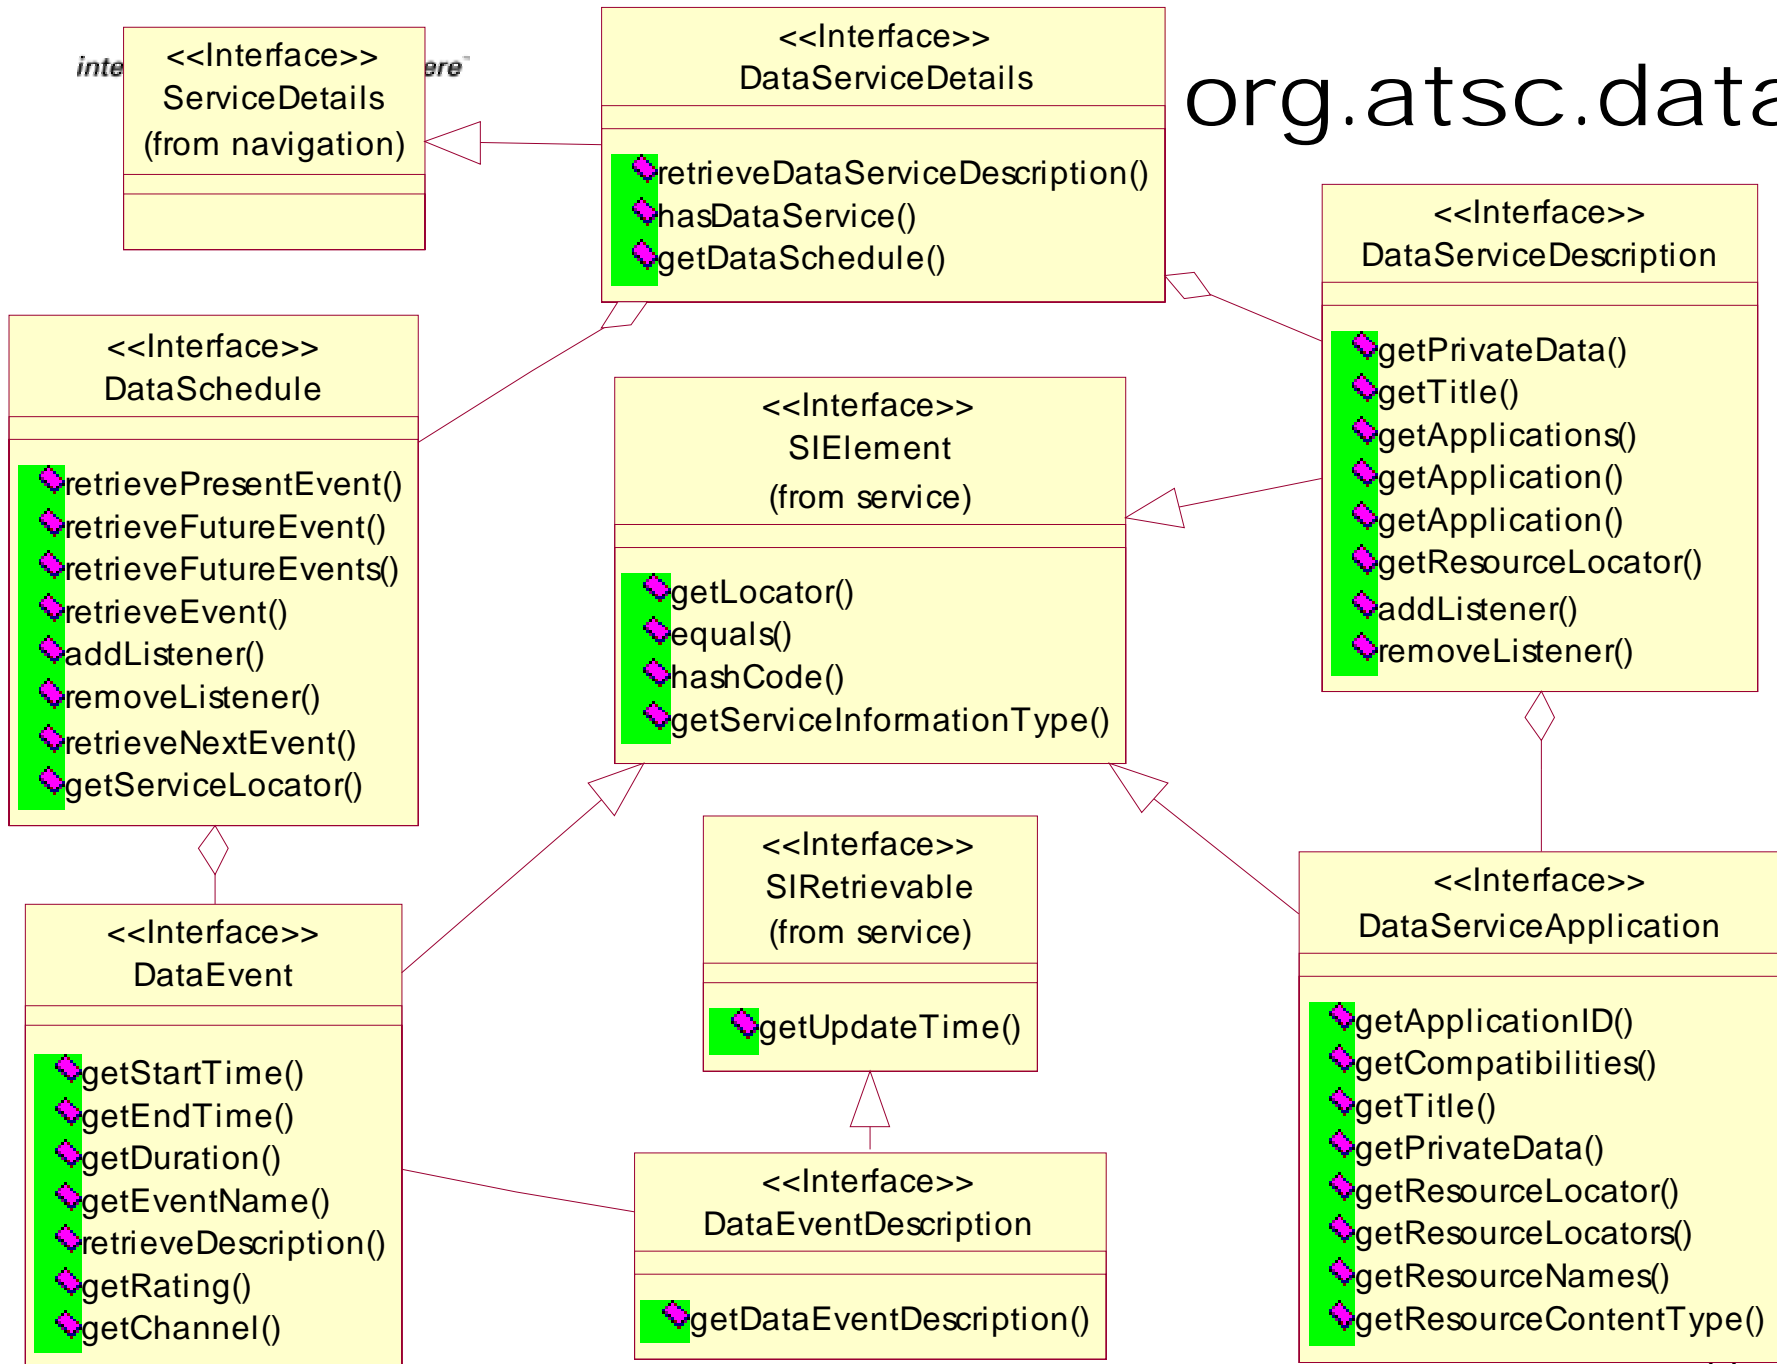 inte
ere™
<<Interface>>
ServiceDetails
(from navigation)
<<Interface>>
DataServiceDetails
retrieveDataServiceDescription()
hasDataService()
getDataSchedule()
org.atsc.data
<<Interface>>
DataServiceDescription
getPrivateData()
getTitle()
getApplications()
getApplication()
getApplication()
getResourceLocator()
addListener()
removeListener()
<<Interface>>
DataSchedule
retrievePresentEvent()
retrieveFutureEvent()
retrieveFutureEvents()
retrieveEvent()
addListener()
removeListener()
retrieveNextEvent()
getServiceLocator()
<<Interface>>
SIElement
(from service)
getLocator()
equals()
hashCode()
getServiceInformationType()
<<Interface>>
SIRetrievable
(from service)
getUpdateTime()
<<Interface>>
DataEvent
getStartTime()
getEndTime()
getDuration()
getEventName()
retrieveDescription()
getRating()
getChannel()
<<Interface>>
DataEventDescription
getDataEventDescription()
<<Interface>>
DataServiceApplication
getApplicationID()
getCompatibilities()
getTitle()
getPrivateData()
getResourceLocator()
getResourceLocators()
getResourceNames()
getResourceContentType()